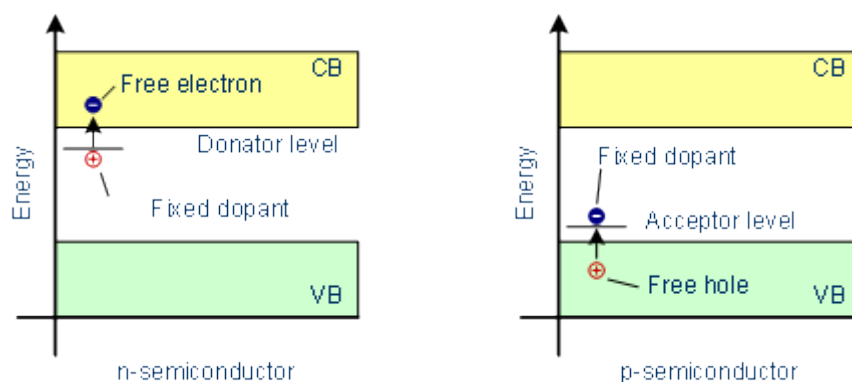 CB
Free electron
Donator level
Fixed dopant
VB
Energy
n-semiconductor
CB
Fixed dopant
Acceptor level
Free hole
VB
Energy
p-semiconductor